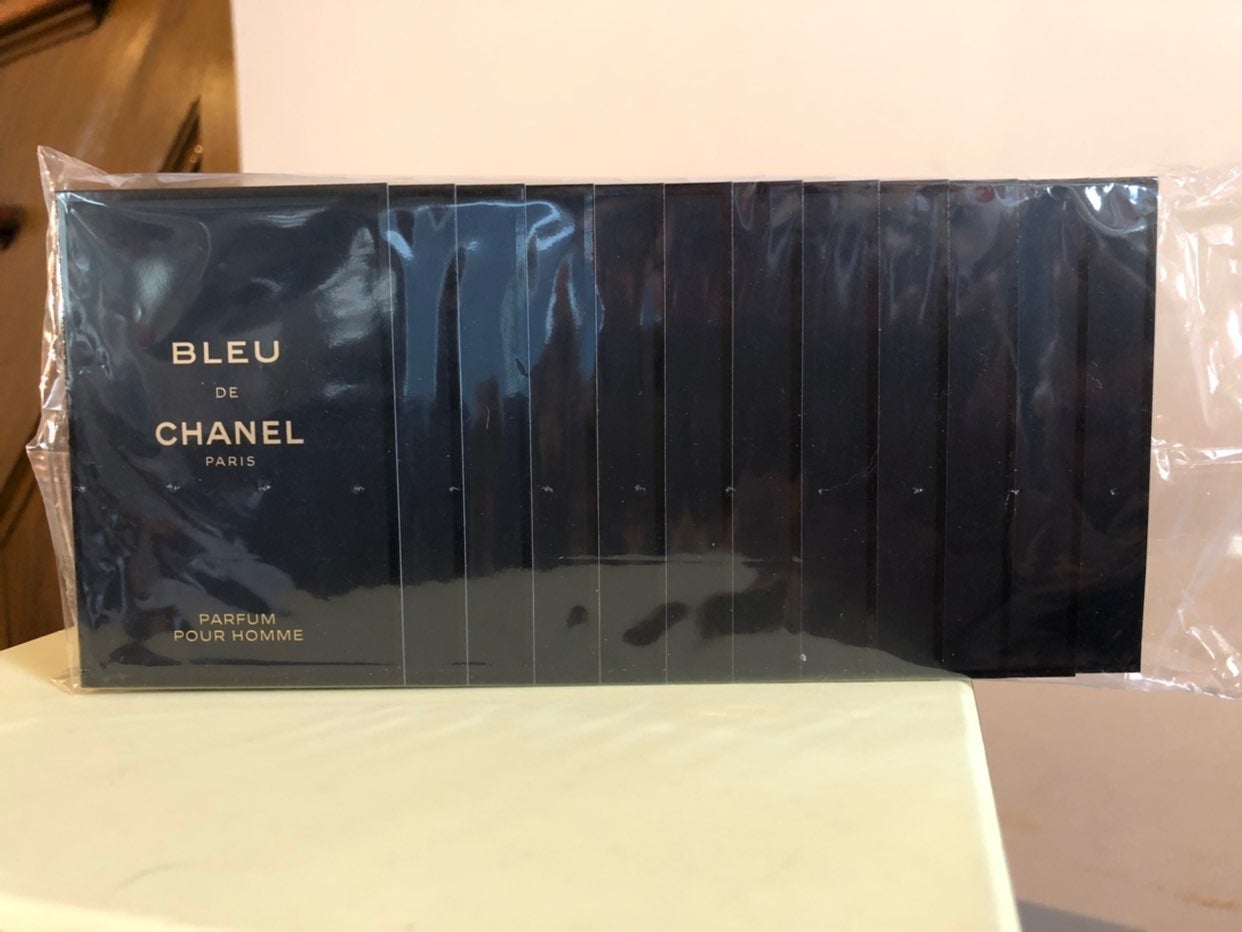 BLEU
DE
CHANEL
PARIS
PARFUM
POUR HOMME